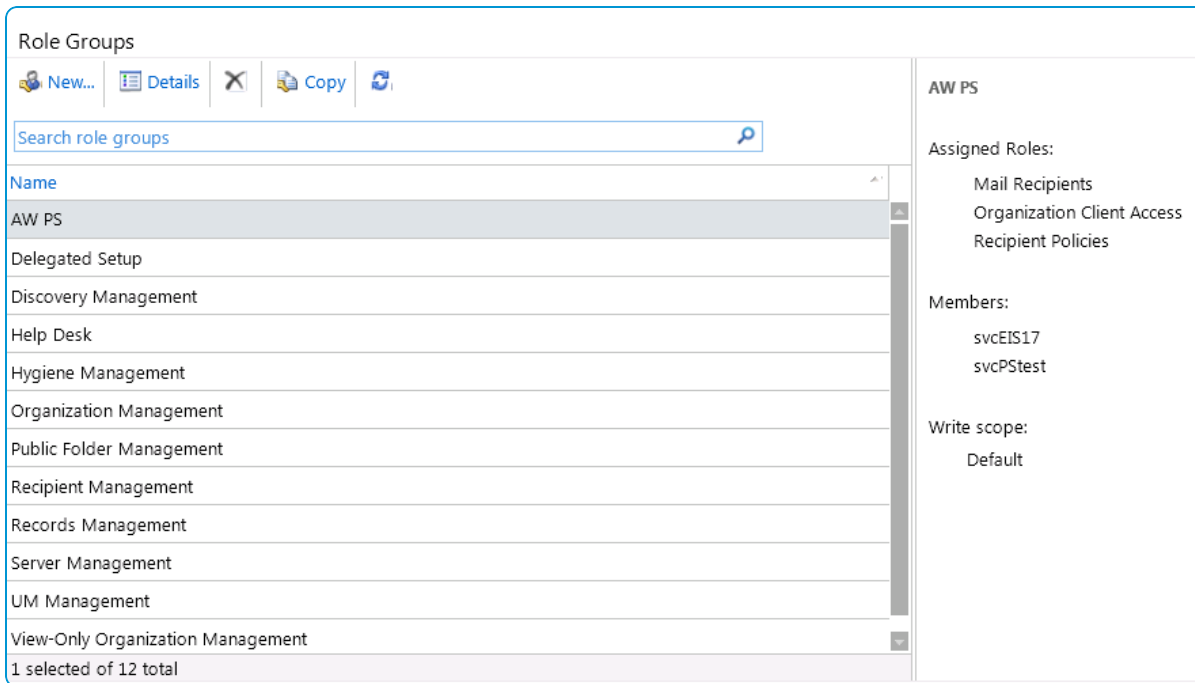 Role Groups
New... Details Copy
Search role groups
Name
AW PS
Delegated Setup
Discovery Management
Help Desk
Hygiene Management
Organization Management
Public Folder Management
Recipient Management
Records Management
Server Management
UM Management
View-Only Organization Management
1 selected of 12 total
AW PS
Assigned Roles:
Mail Recipients
Organization Client Access
Recipient Policies
Members:
svcEIS17
svcPStest
Write scope:
Default